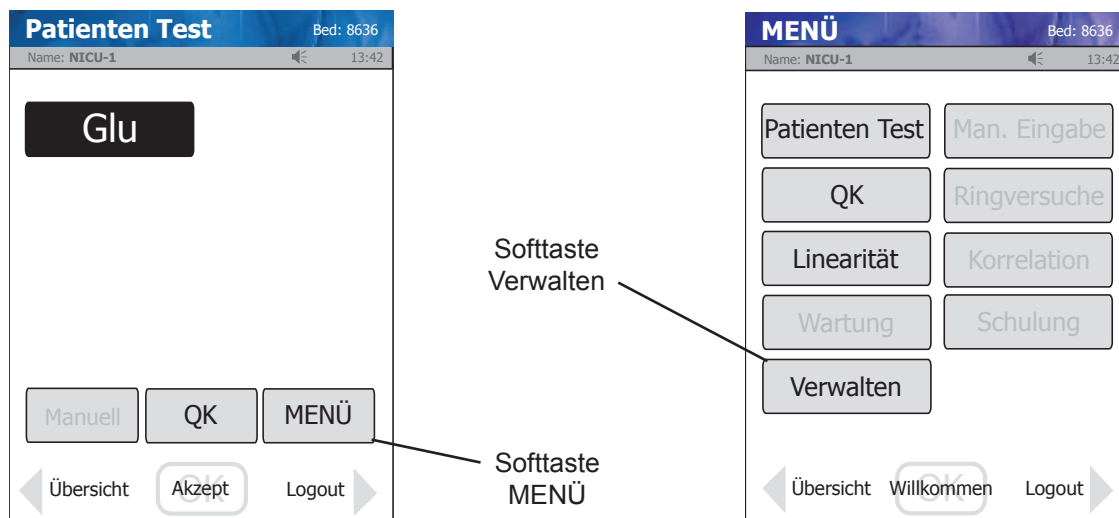 Patienten Test Bed: 8636
Name: NICU-1 13:42
Glu
Manuell QK MENÜ
Übersicht Akzept OK Logout
Softtaste
Verwalten
Softtaste
MENÜ
MENÜ Bed: 8636
Name: NICU-1 13:42
Patienten Test Man. Eingabe
QK Ringversuche
Linearität Korrelation
Wartung Schulung
Verwalten
Übersicht Willkommen OK Logout